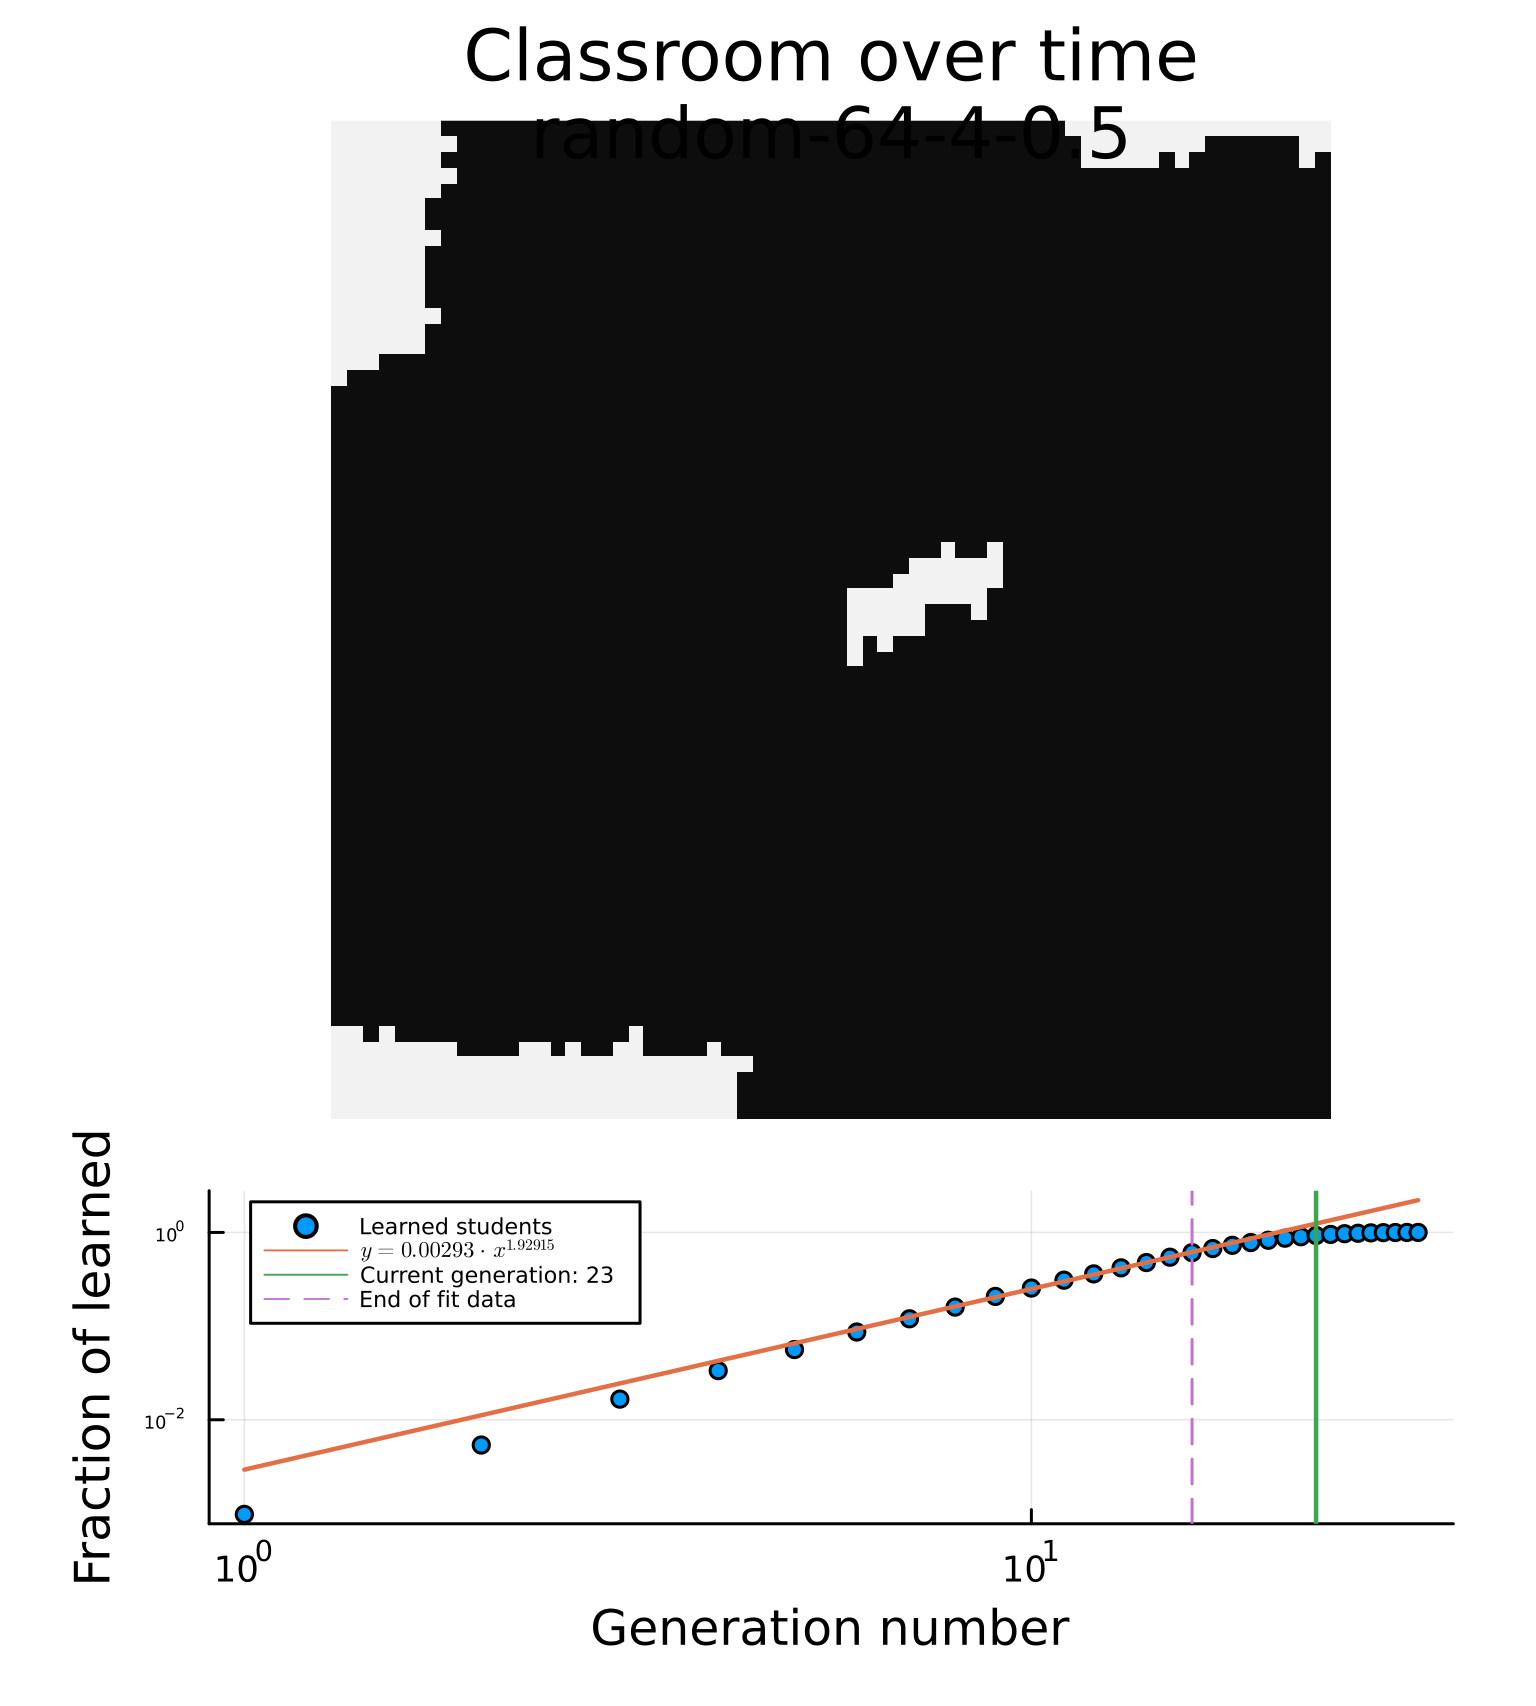 Classroom over time
random-64-4-0.5
Fraction of learned
10^0
10^−2
Learned students
y = 0.00293 · x^1.92915
Current generation: 23
End of fit data
10^0
10^1
Generation number